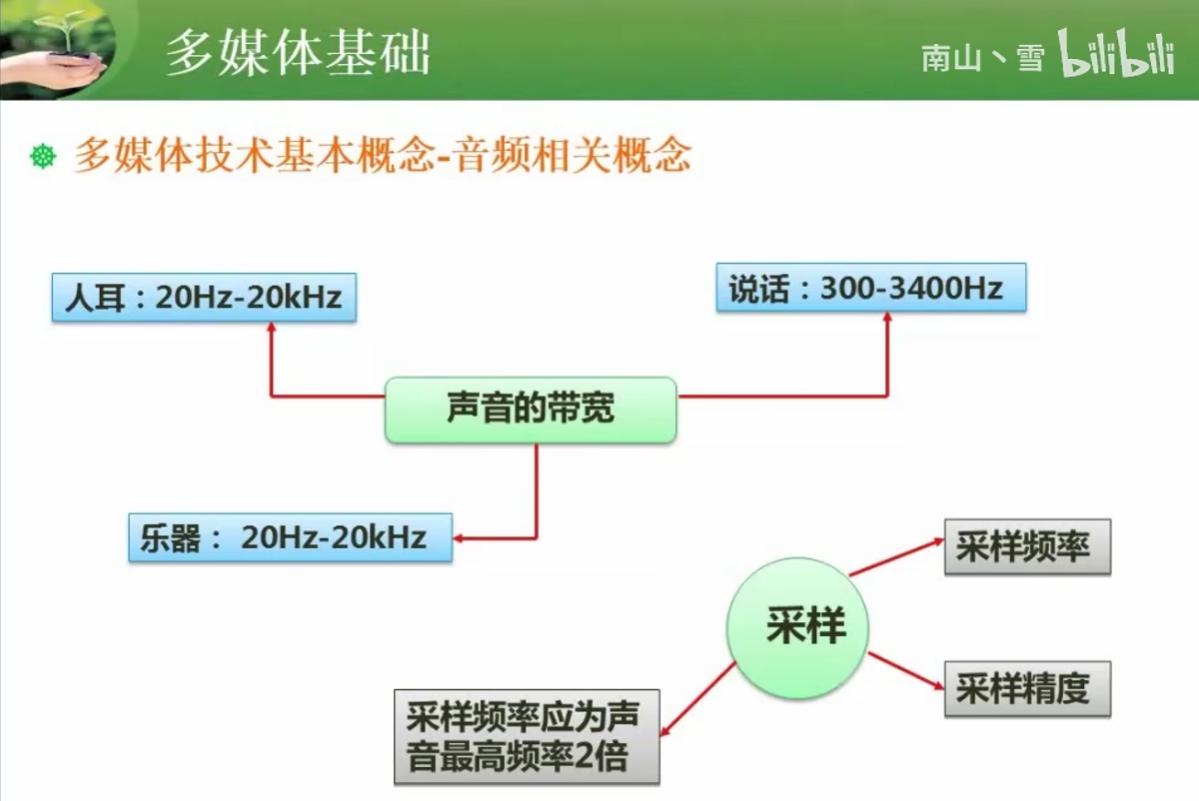 多媒体基础
南山丶雪 bilibili
多媒体技术基本概念-音频相关概念
人耳：20Hz-20kHz
说话：300-3400Hz
声音的带宽
乐器： 20Hz-20kHz
采样频率
采样
采样精度
采样频率应为声
音最高频率2倍